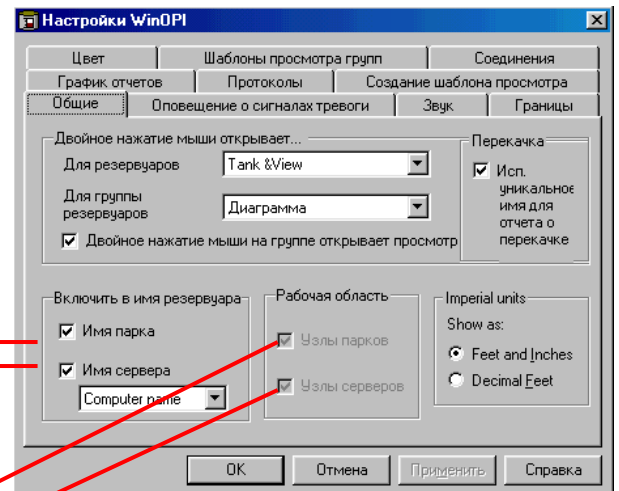 Настройки WinOPI
Цвет
Шаблоны просмотра групп
Соединения
График отчетов
Протоколы
Создание шаблона просмотра
Общие
Оповещение о сигналах тревоги
Звук
Границы
Двойное нажатие мыши открывает...
Для резервуаров
Tank &View
Для группы
резервуаров
Диаграмма
Двойное нажатие мыши на группе открывает просмотр
Перекачка
Исп.
уникальное
имя для
отчета о
перекачке
Включить в имя резервуара
Имя парка
Имя сервера
Computer name
Рабочая область
Узлы парков
Узлы серверов
Imperial units
Show as:
Feet and Inches
Decimal Feet
OK
Отмена
Применить
Справка